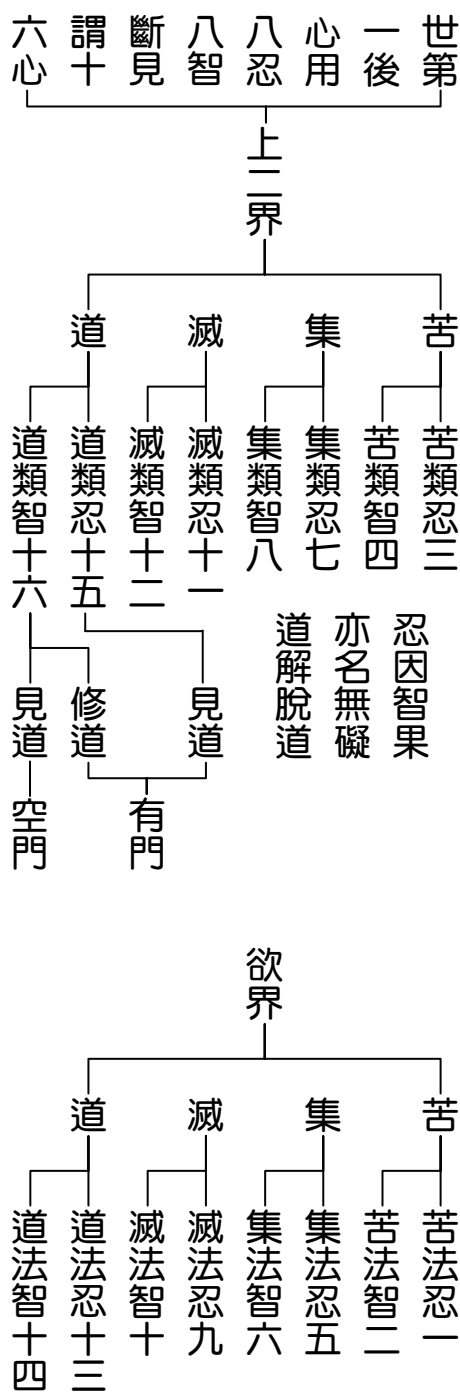 世第
一後
心用
八忍
八智
斷見
謂十
六心
上二界
苦
集
滅
道
苦類忍三
苦類智四
集類忍七
集類智八
滅類忍十一
滅類智十二
道類忍十五
道類智十六
忍因智果
亦名無礙
道解脫道
見道
修道
見道
有門
空門
欲界
苦
集
滅
道
苦法忍一
苦法智二
集法忍五
集法智六
滅法忍九
滅法智十
道法忍十三
道法智十四